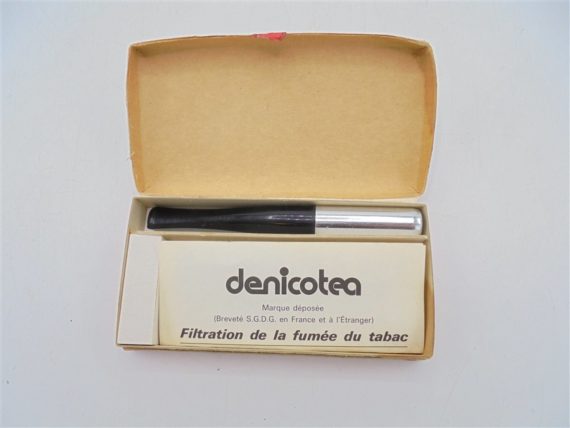 denicotea
Marque déposée
(Breveté S.G.D.G. en France et à l'Étranger)
Filtration de la fumée du tabac